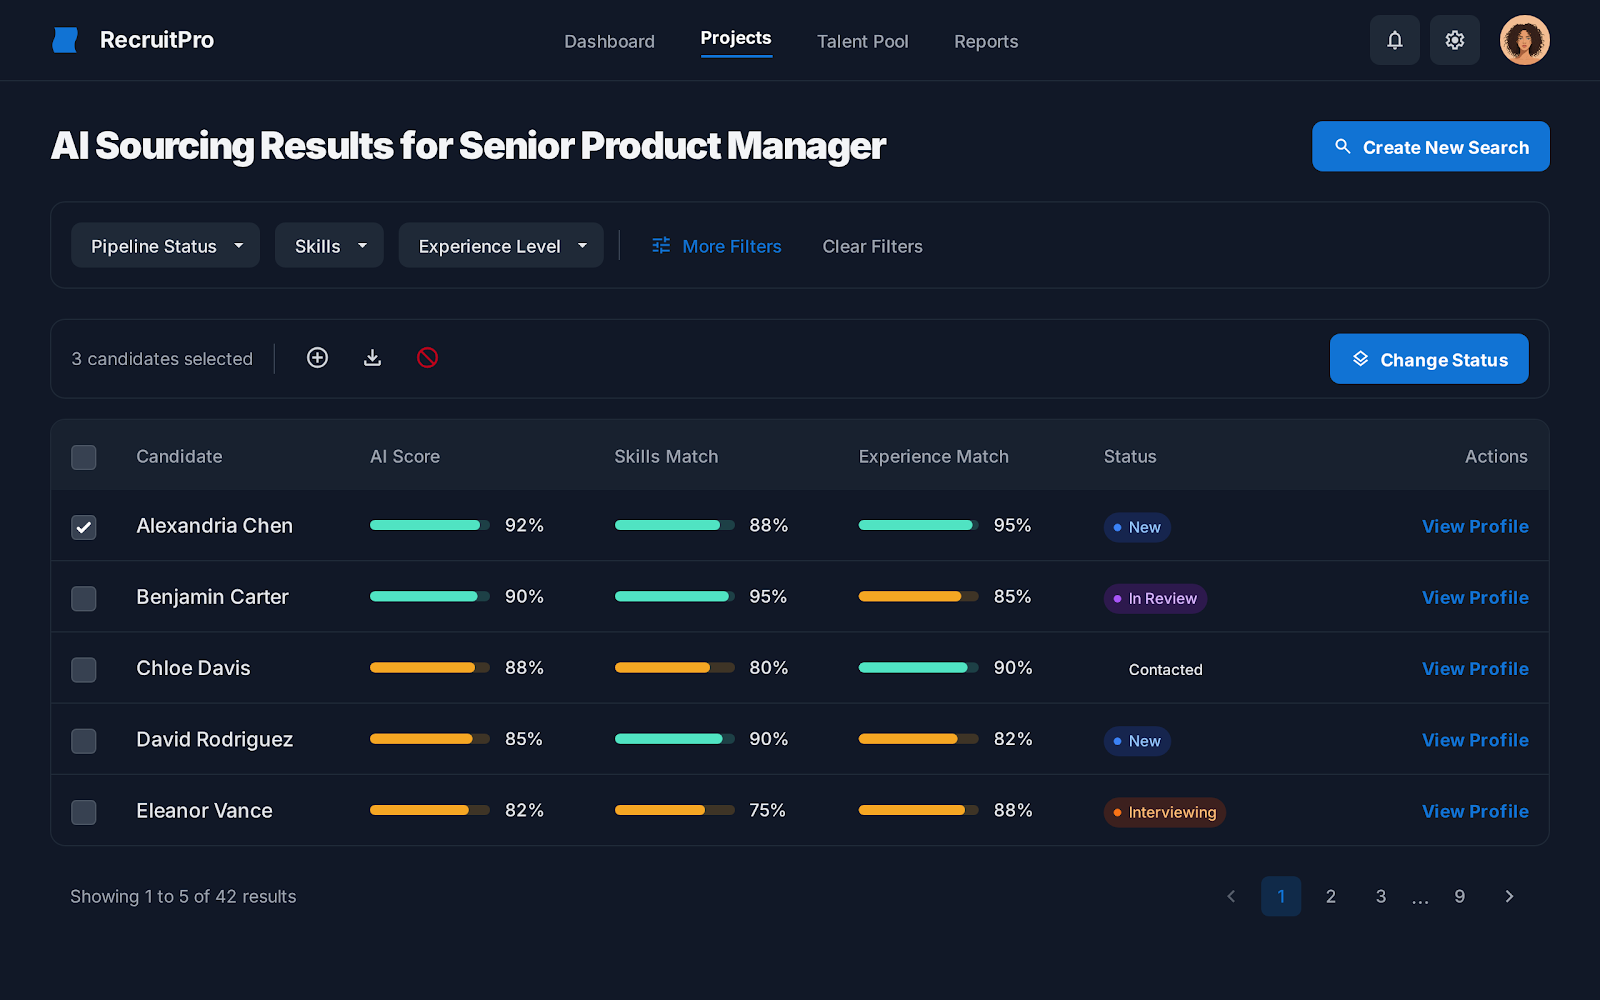 RecruitPro
Dashboard
Projects
Talent Pool
Reports
AI Sourcing Results for Senior Product Manager
Create New Search
Pipeline Status
Skills
Experience Level
More Filters
Clear Filters
3 candidates selected
Change Status
Candidate AI Score Skills Match Experience Match Status Actions
Alexandria Chen 92% 88% 95% New View Profile
Benjamin Carter 90% 95% 85% In Review View Profile
Chloe Davis 88% 80% 90% Contacted View Profile
David Rodriguez 85% 90% 82% New View Profile
Eleanor Vance 82% 75% 88% Interviewing View Profile
Showing 1 to 5 of 42 results
1 2 3 ... 9